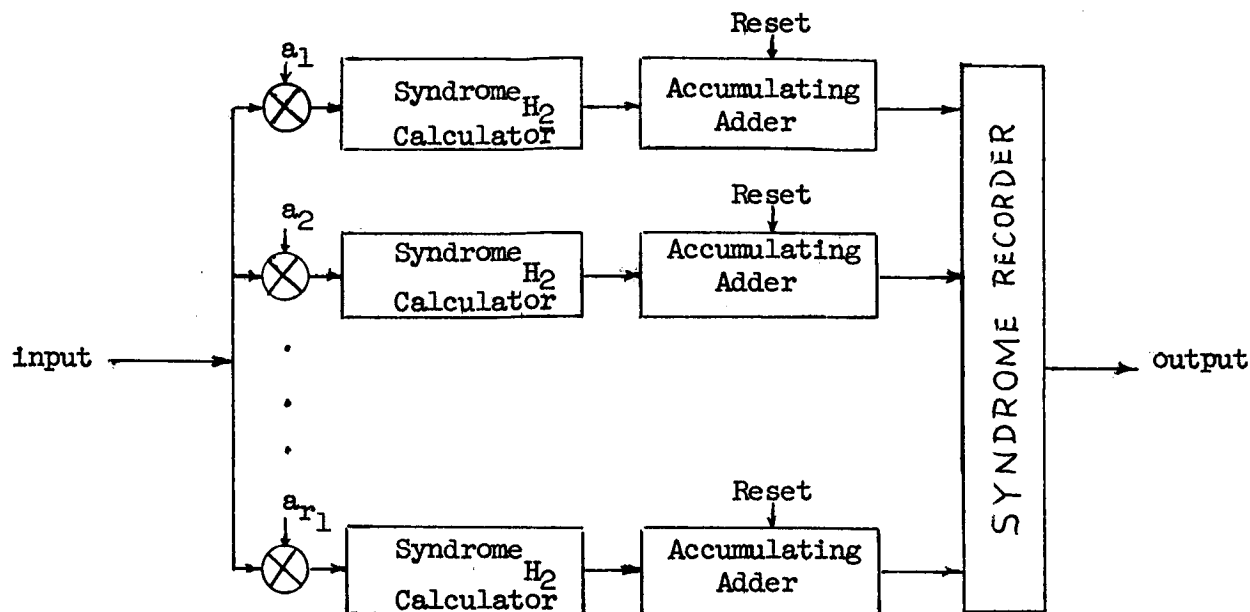 Reset
a1
Syndrome H2
Calculator
Accumulating
Adder
Reset
a2
Syndrome H2
Calculator
Accumulating
Adder
input
SYNDROME RECORDER
output
Reset
ar1
Syndrome H2
Calculator
Accumulating
Adder